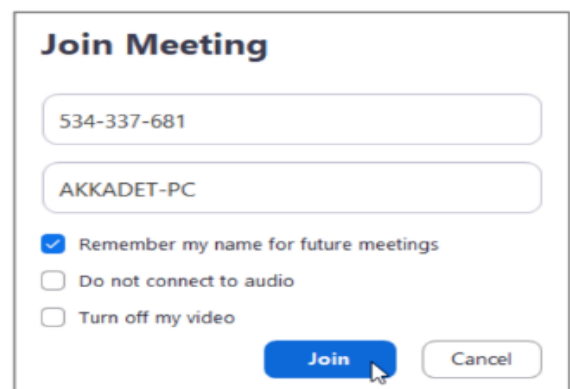 Join Meeting
534-337-681
AKKADET-PC
Remember my name for future meetings
Do not connect to audio
Turn off my video
Join Cancel